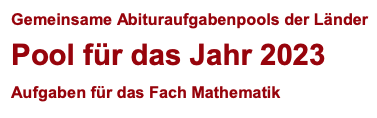 Gemeinsame Abituraufgabenpools der Länder
Pool für das Jahr 2023
Aufgaben für das Fach Mathematik